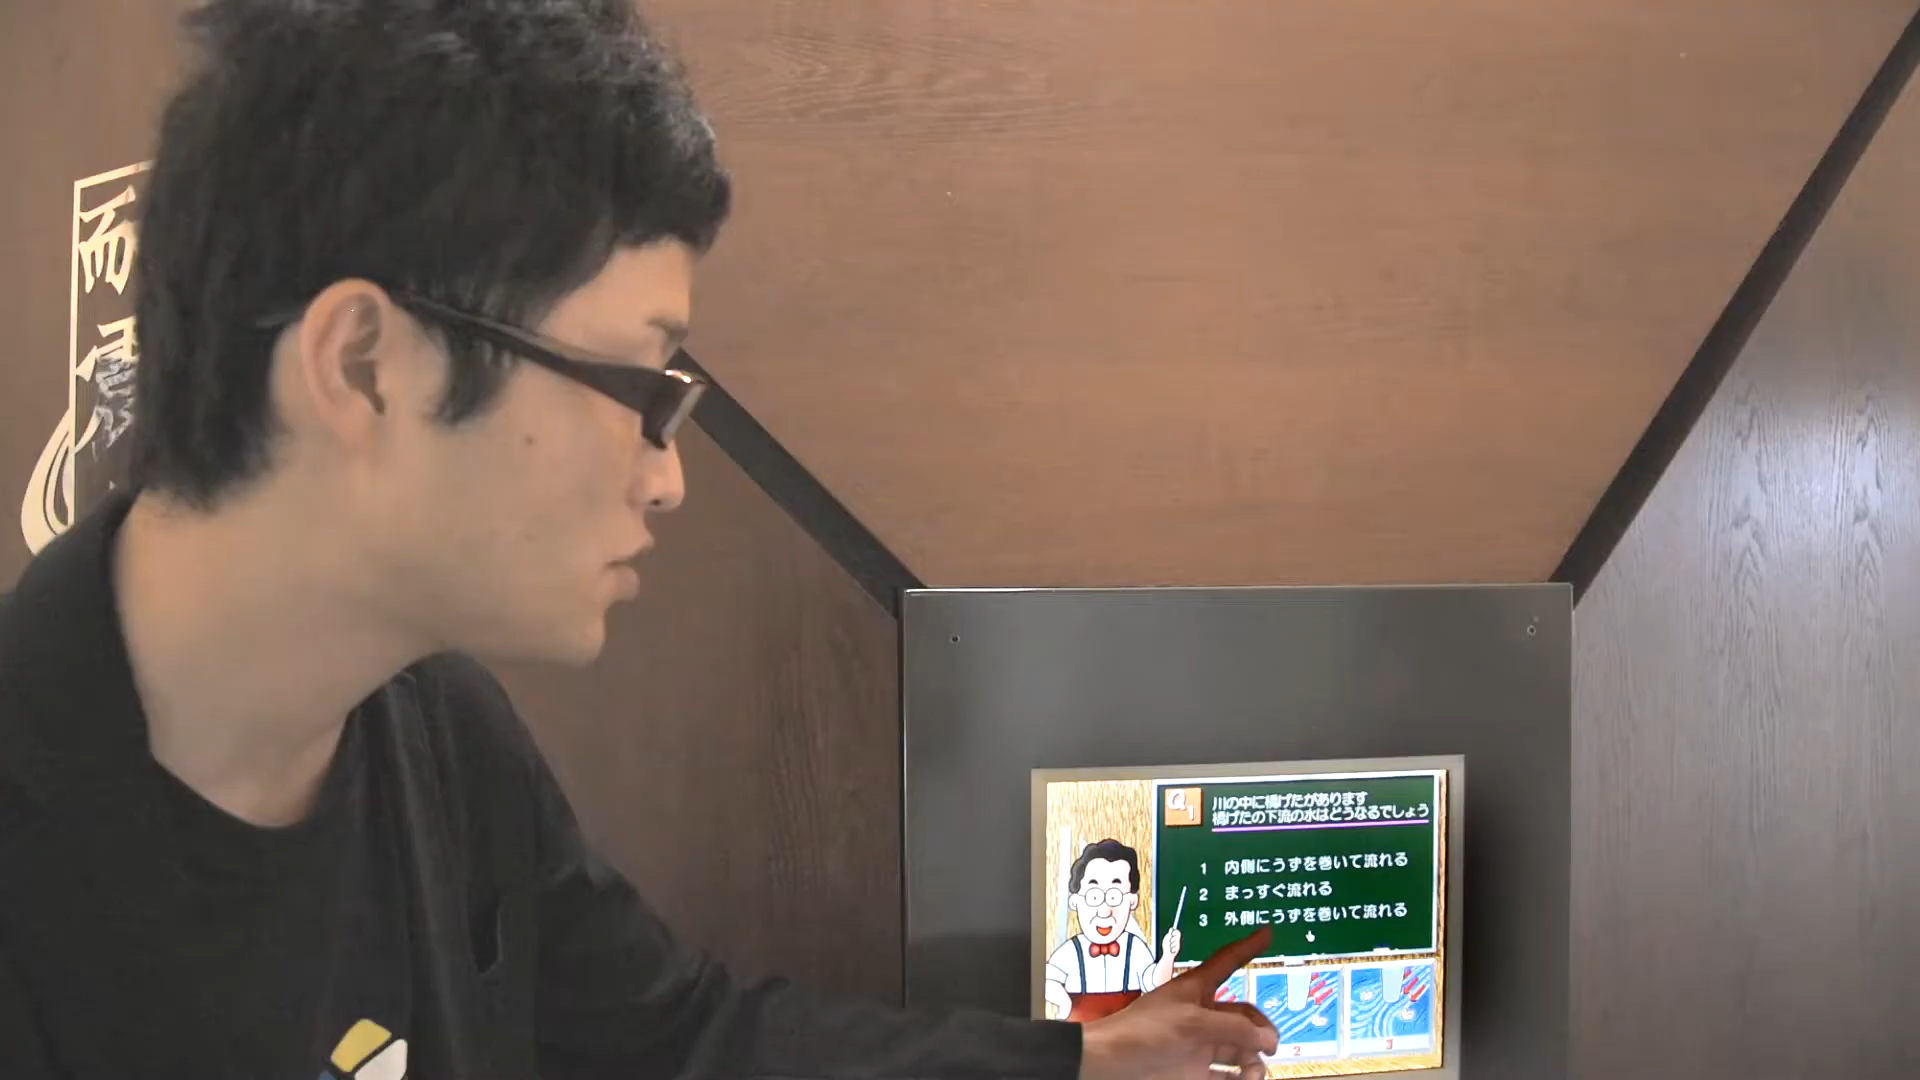 Q1
川の中に橋げたがあります
橋げたの下流の水はどうなるでしょう
1 内側にうずを巻いて流れる
2 まっすぐ流れる
3 外側にうずを巻いて流れる
2
3